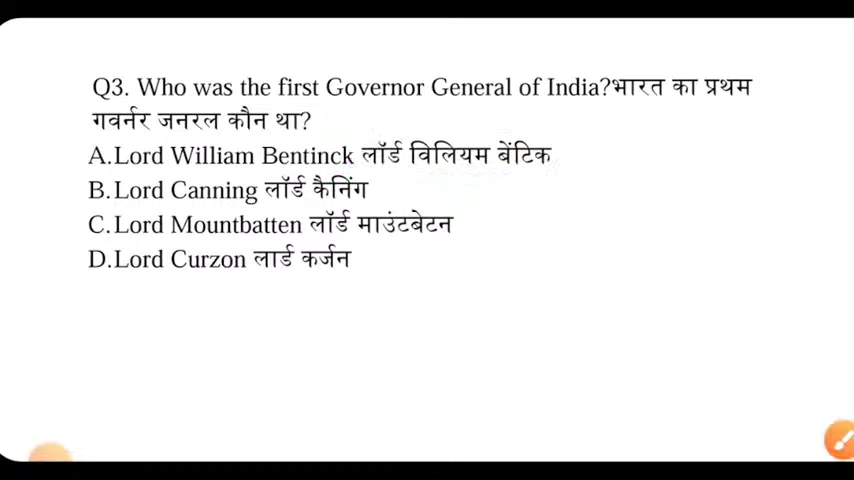 Q3. Who was the first Governor General of India?भारत का प्रथम
गवर्नर जनरल कौन था?
A.Lord William Bentinck लॉर्ड विलियम बेंटिक
B.Lord Canning लॉर्ड कैनिंग
C.Lord Mountbatten लॉर्ड माउंटबेटन
D.Lord Curzon लार्ड कर्जन